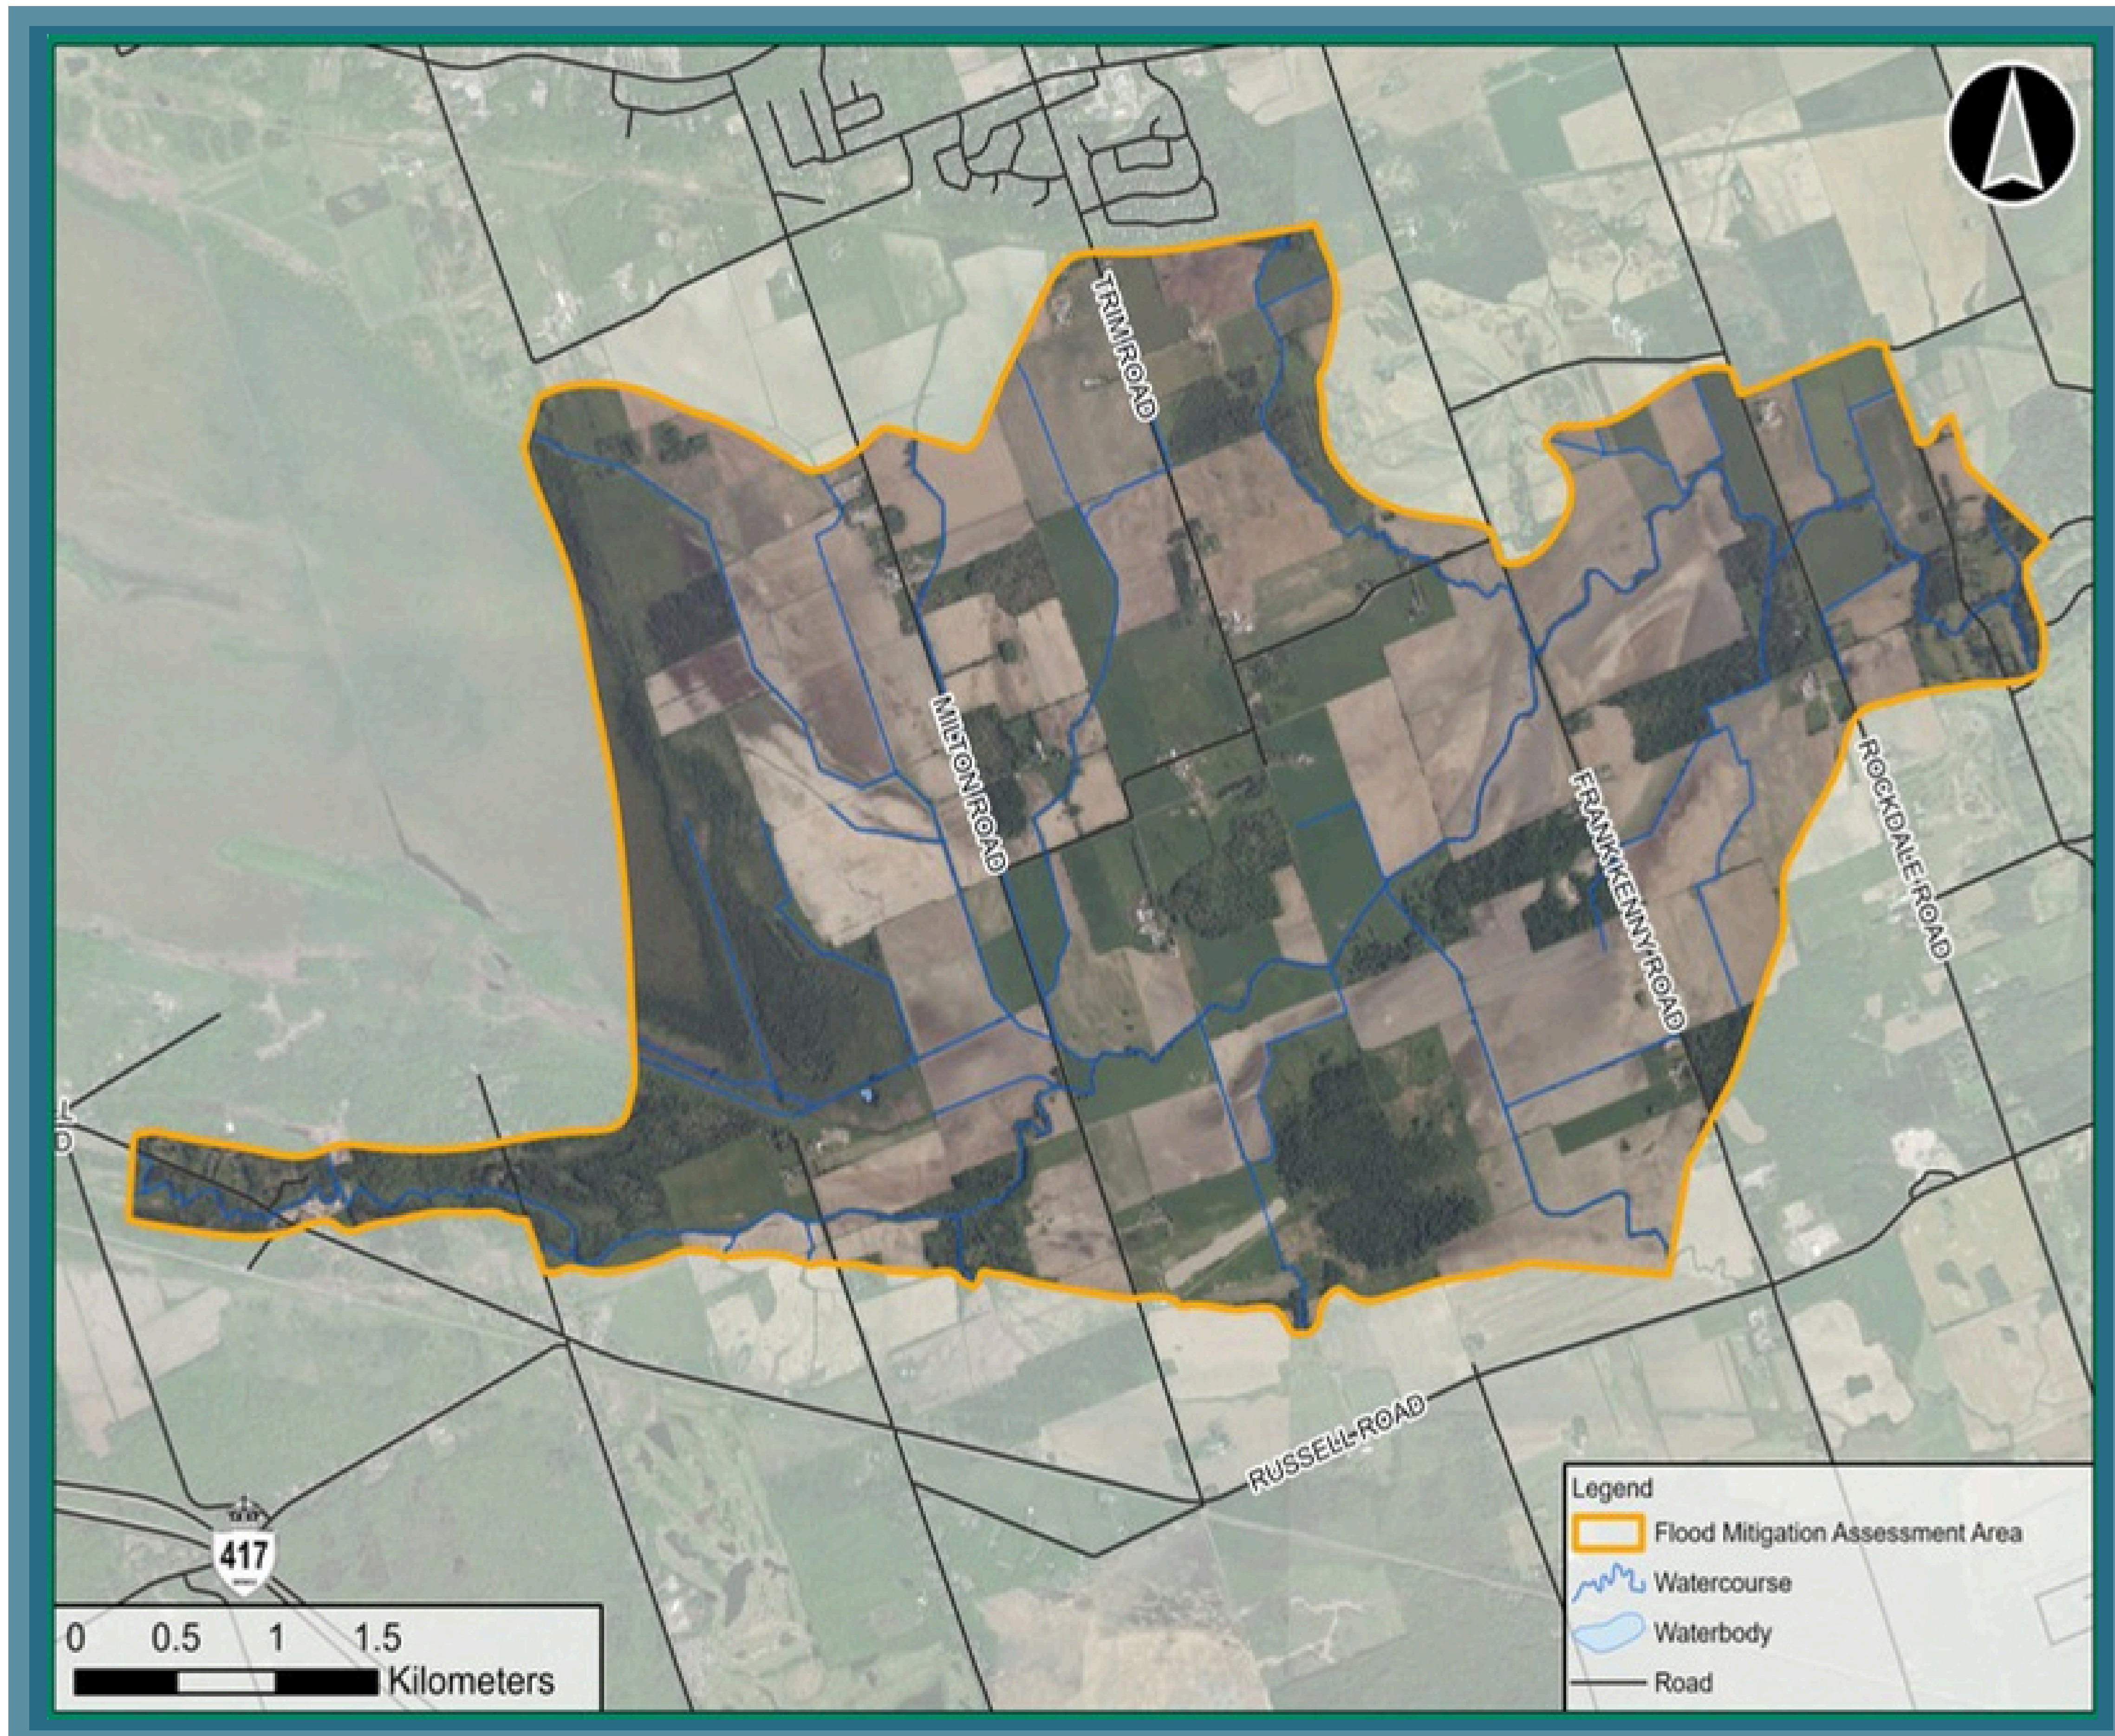 TRIM ROAD
MILTON ROAD
FRANK KENNY ROAD
ROCKDALE ROAD
L
D
RUSSELL ROAD
417
0 0.5 1 1.5
Kilometers
Legend
Flood Mitigation Assessment Area
Watercourse
Waterbody
Road